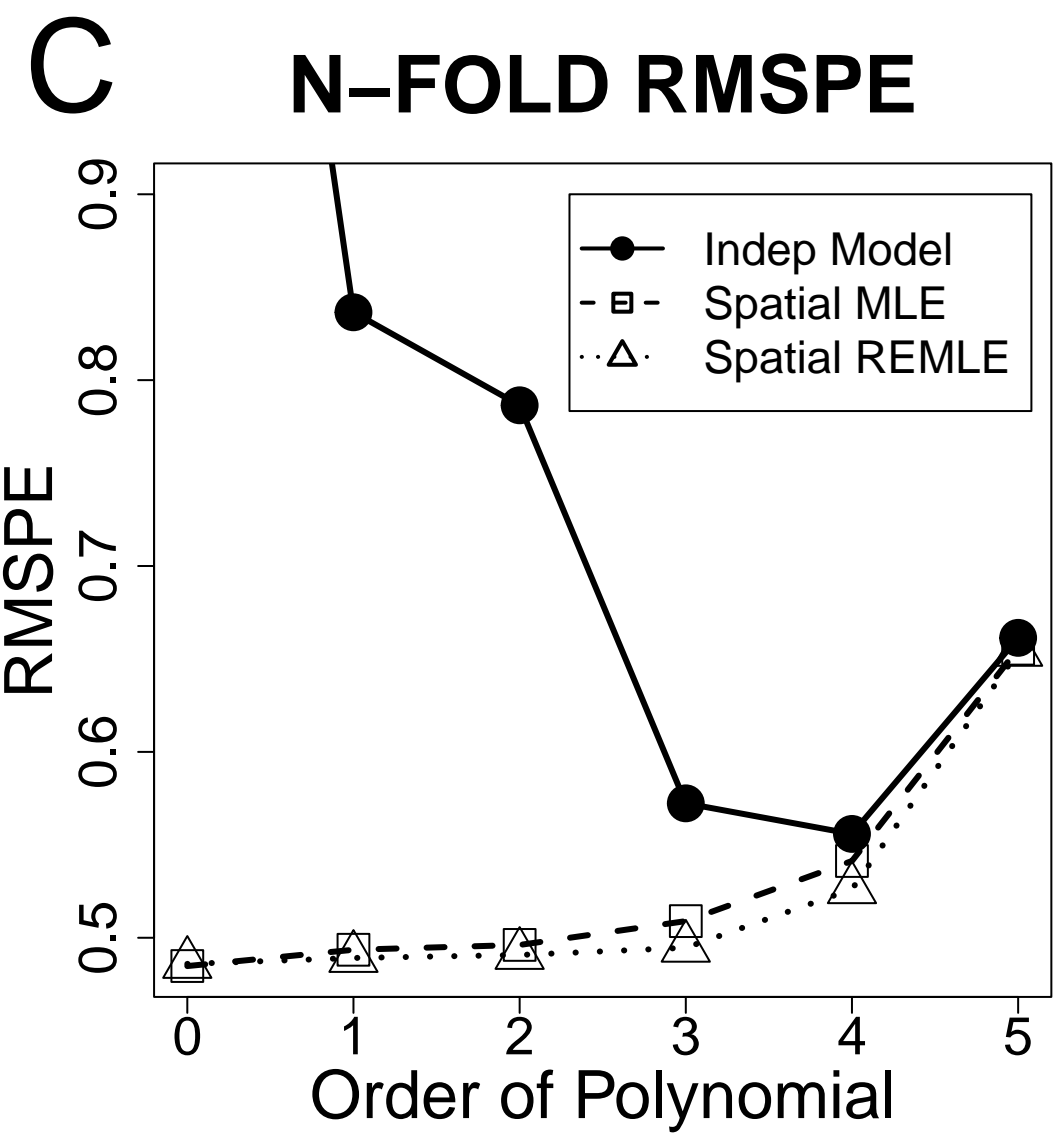 C
N−FOLD RMSPE
RMSPE
0.9
0.8
0.7
0.6
0.5
Indep Model
Spatial MLE
Spatial REMLE
0 1 2 3 4 5
Order of Polynomial